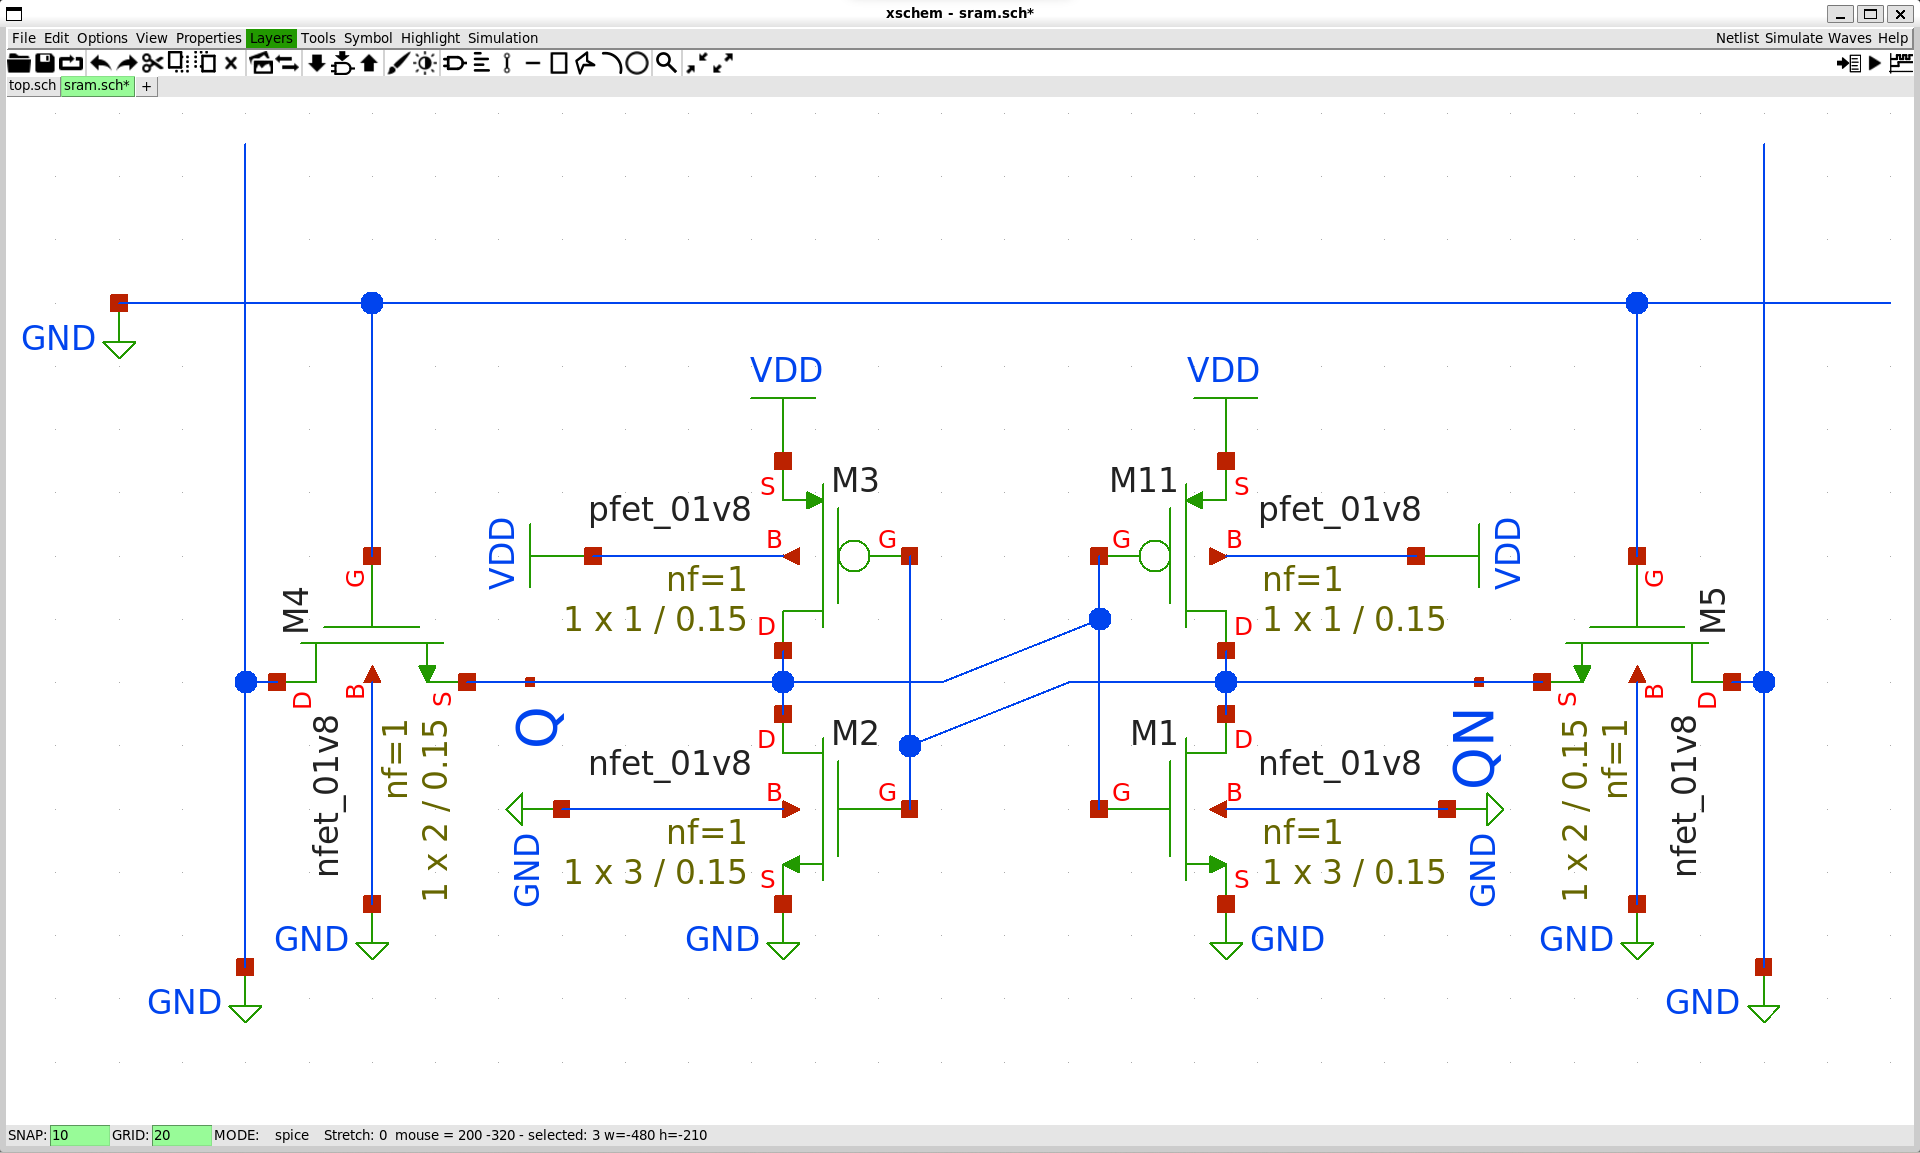 xschem - sram.sch*
File Edit Options View Properties Layers Tools Symbol Highlight Simulation Netlist Simulate Waves Help
top.sch sram.sch* +
GND
VDD VDD
M3 M11
S S
pfet_01v8 pfet_01v8
VDD B G G B VDD
nf=1 nf=1
1 x 1 / 0.15 1 x 1 / 0.15
D D
M4 G G M5
D B S S B D
Q QN
M2 M1
D D
nfet_01v8 nfet_01v8
B G G B
nf=1 nf=1
1 x 3 / 0.15 1 x 3 / 0.15
S S
nfet_01v8 nf=1 1 x 2 / 0.15 GND GND 1 x 2 / 0.15 nf=1 nfet_01v8
GND GND GND GND
GND GND
SNAP: 10 GRID: 20 MODE: spice Stretch: 0 mouse = 200 -320 - selected: 3 w=-480 h=-210